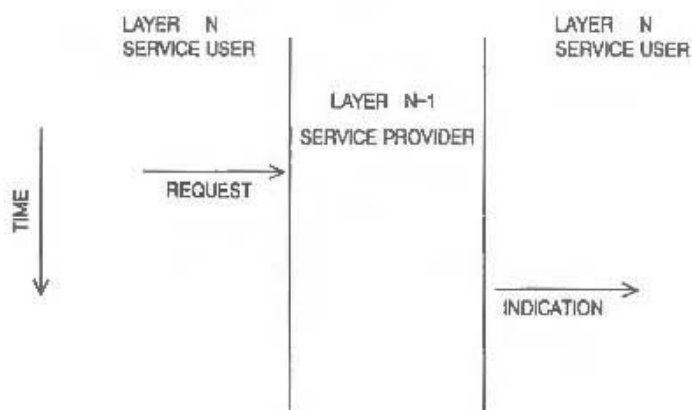 LAYER N
SERVICE USER
LAYER N
SERVICE USER
LAYER N-1
SERVICE PROVIDER
REQUEST
TIME
INDICATION